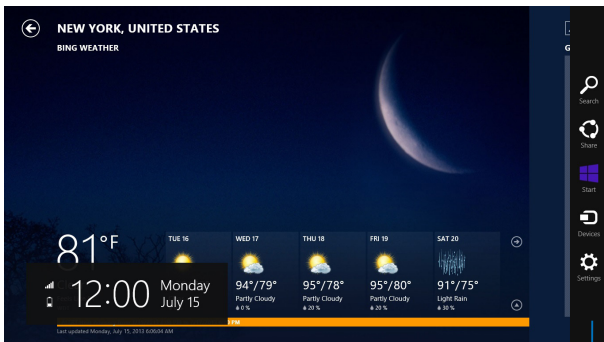 NEW YORK, UNITED STATES
BING WEATHER
Search
Share
Start
Devices
Settings
81°F
TUE 16
WED 17
94°/79°
Partly Cloudy
0 %
THU 18
95°/78°
Partly Cloudy
20 %
FRI 19
95°/80°
Partly Cloudy
20 %
SAT 20
91°/75°
Light Rain
30 %
12:00
Monday
July 15
PM
Last updated Monday, July 15, 2013 6:06:04 AM